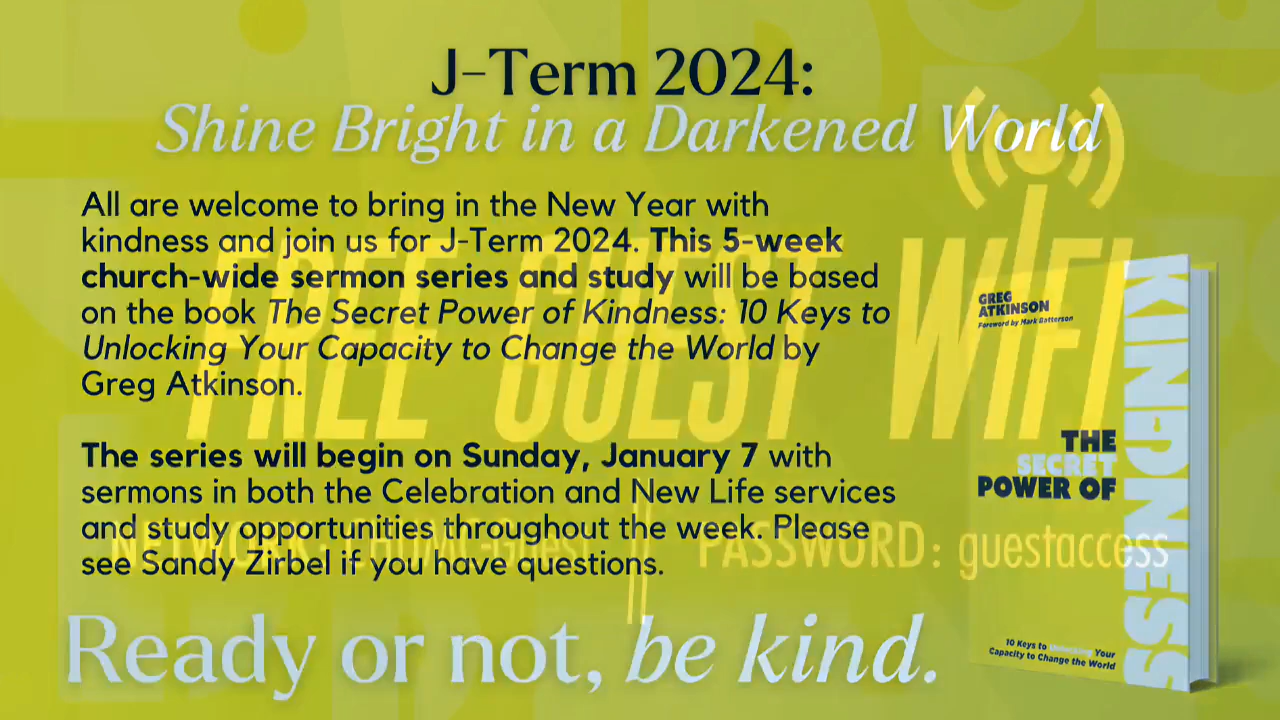 J-Term 2024:
Shine Bright in a Darkened World
All are welcome to bring in the New Year with
kindness and join us for J-Term 2024. This 5-week
church-wide sermon series and study will be based
on the book The Secret Power of Kindness: 10 Keys to
Unlocking Your Capacity to Change the World by
Greg Atkinson.
The series will begin on Sunday, January 7 with
sermons in both the Celebration and New Life services
and study opportunities throughout the week. Please
see Sandy Zirbel if you have questions.
Ready or not, be kind.
GREG
ATKINSON
Foreword by Mark Batterson
THE
SECRET
POWER OF
KINDNESS
10 Keys to Unlocking Your
Capacity to Change the World
FREE GUEST WIFI
NETWORK:
PASSWORD: guestaccess